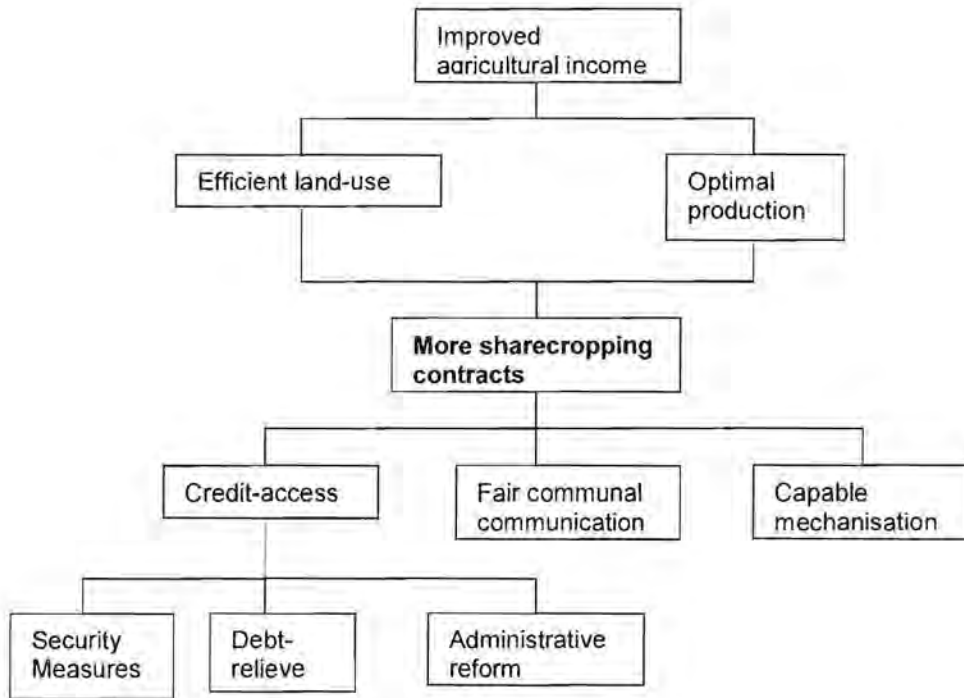 Improved
agricultural income
Efficient land-use
Optimal
production
More sharecropping
contracts
Credit-access
Fair communal
communication
Capable
mechanisation
Security
Measures
Debt-
relieve
Administrative
reform